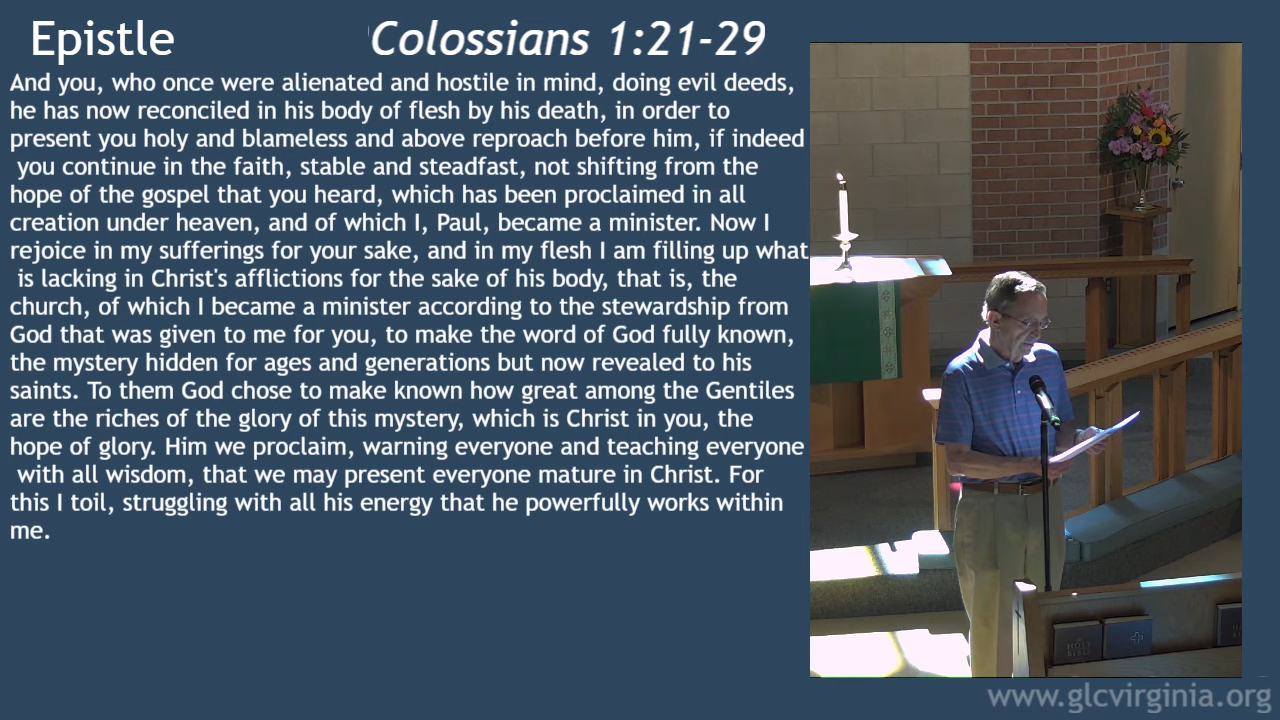 Epistle Colossians 1:21-29
And you, who once were alienated and hostile in mind, doing evil deeds,
he has now reconciled in his body of flesh by his death, in order to
present you holy and blameless and above reproach before him, if indeed
you continue in the faith, stable and steadfast, not shifting from the
hope of the gospel that you heard, which has been proclaimed in all
creation under heaven, and of which I, Paul, became a minister. Now I
rejoice in my sufferings for your sake, and in my flesh I am filling up what
is lacking in Christ's afflictions for the sake of his body, that is, the
church, of which I became a minister according to the stewardship from
God that was given to me for you, to make the word of God fully known,
the mystery hidden for ages and generations but now revealed to his
saints. To them God chose to make known how great among the Gentiles
are the riches of the glory of this mystery, which is Christ in you, the
hope of glory. Him we proclaim, warning everyone and teaching everyone
with all wisdom, that we may present everyone mature in Christ. For
this I toil, struggling with all his energy that he powerfully works within
me.
HOLY
BIBLE
www.glcvirginia.org